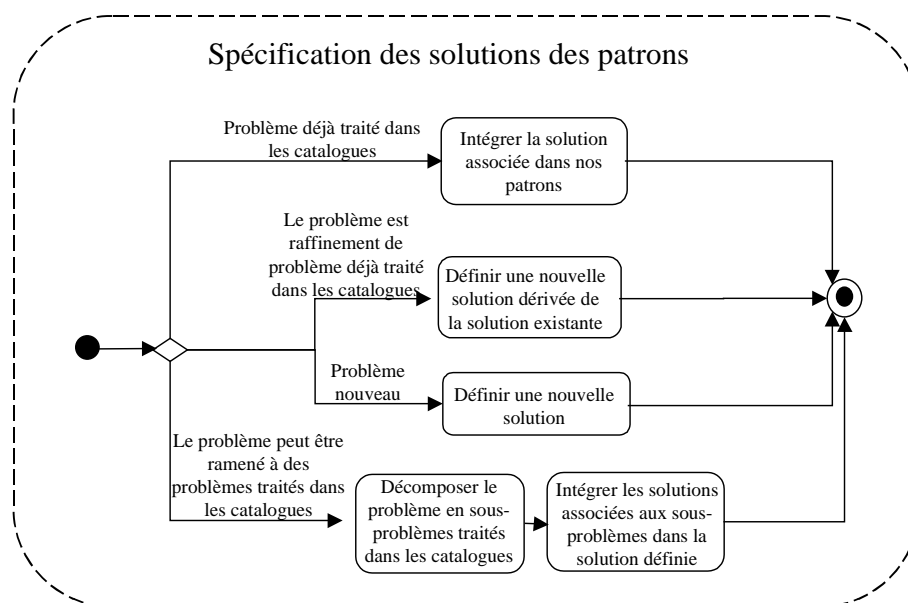 Spécification des solutions des patrons
Problème déjà traité dans
les catalogues
Intégrer la solution
associée dans nos
patrons
Le problème est
raffinement de
problème déjà traité
dans les catalogues
Définir une nouvelle
solution dérivée de
la solution existante
Problème
nouveau
Définir une nouvelle
solution
Le problème peut être
ramené à des
problèmes traités dans
les catalogues
Décomposer le
problème en sous-
problèmes traités
dans les catalogues
Intégrer les solutions
associées aux sous-
problèmes dans la
solution définie